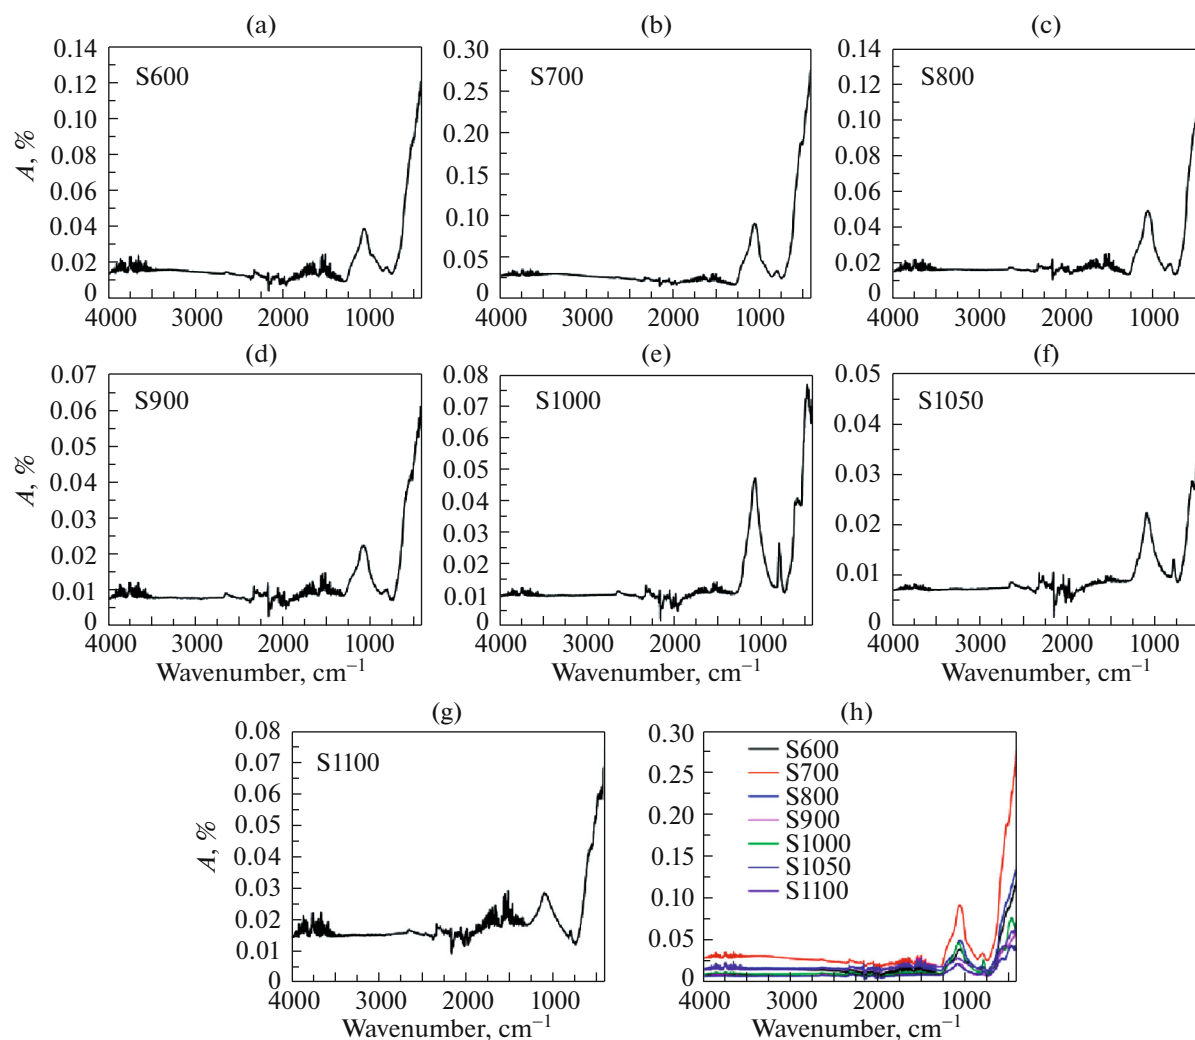 (a) (b) (c)
0.14 0.30 0.14
S600 S700 S800
0.12 0.25 0.12
0.10 0.20 0.10
A, %
0.08 0.15 0.08
0.06 0.10 0.06
0.04 0.05 0.04
0.02 0.02
0 0 0
4000 3000 2000 1000 4000 3000 2000 1000 4000 3000 2000 1000
(d) (e) (f)
0.07 0.08 0.05
S900 S1000 S1050
0.06 0.07 0.04
0.05 0.06 0.03
A, %
0.04 0.05 0.02
0.03 0.04 0.01
0.02 0.03
0.01 0.02
0.01
0 0 0
4000 3000 2000 1000 4000 3000 2000 1000 4000 3000 2000 1000
Wavenumber, cm–1 Wavenumber, cm–1 Wavenumber, cm–1
(g) (h)
0.08 0.30
S1100 S600
0.07 S700
0.25 S800
0.06 S900
0.20 S1000
0.05 S1050
A, %
0.04 0.15 S1100
0.03 0.10
0.02 0.05
0.01
0 0
4000 3000 2000 1000 4000 3000 2000 1000
Wavenumber, cm–1 Wavenumber, cm–1